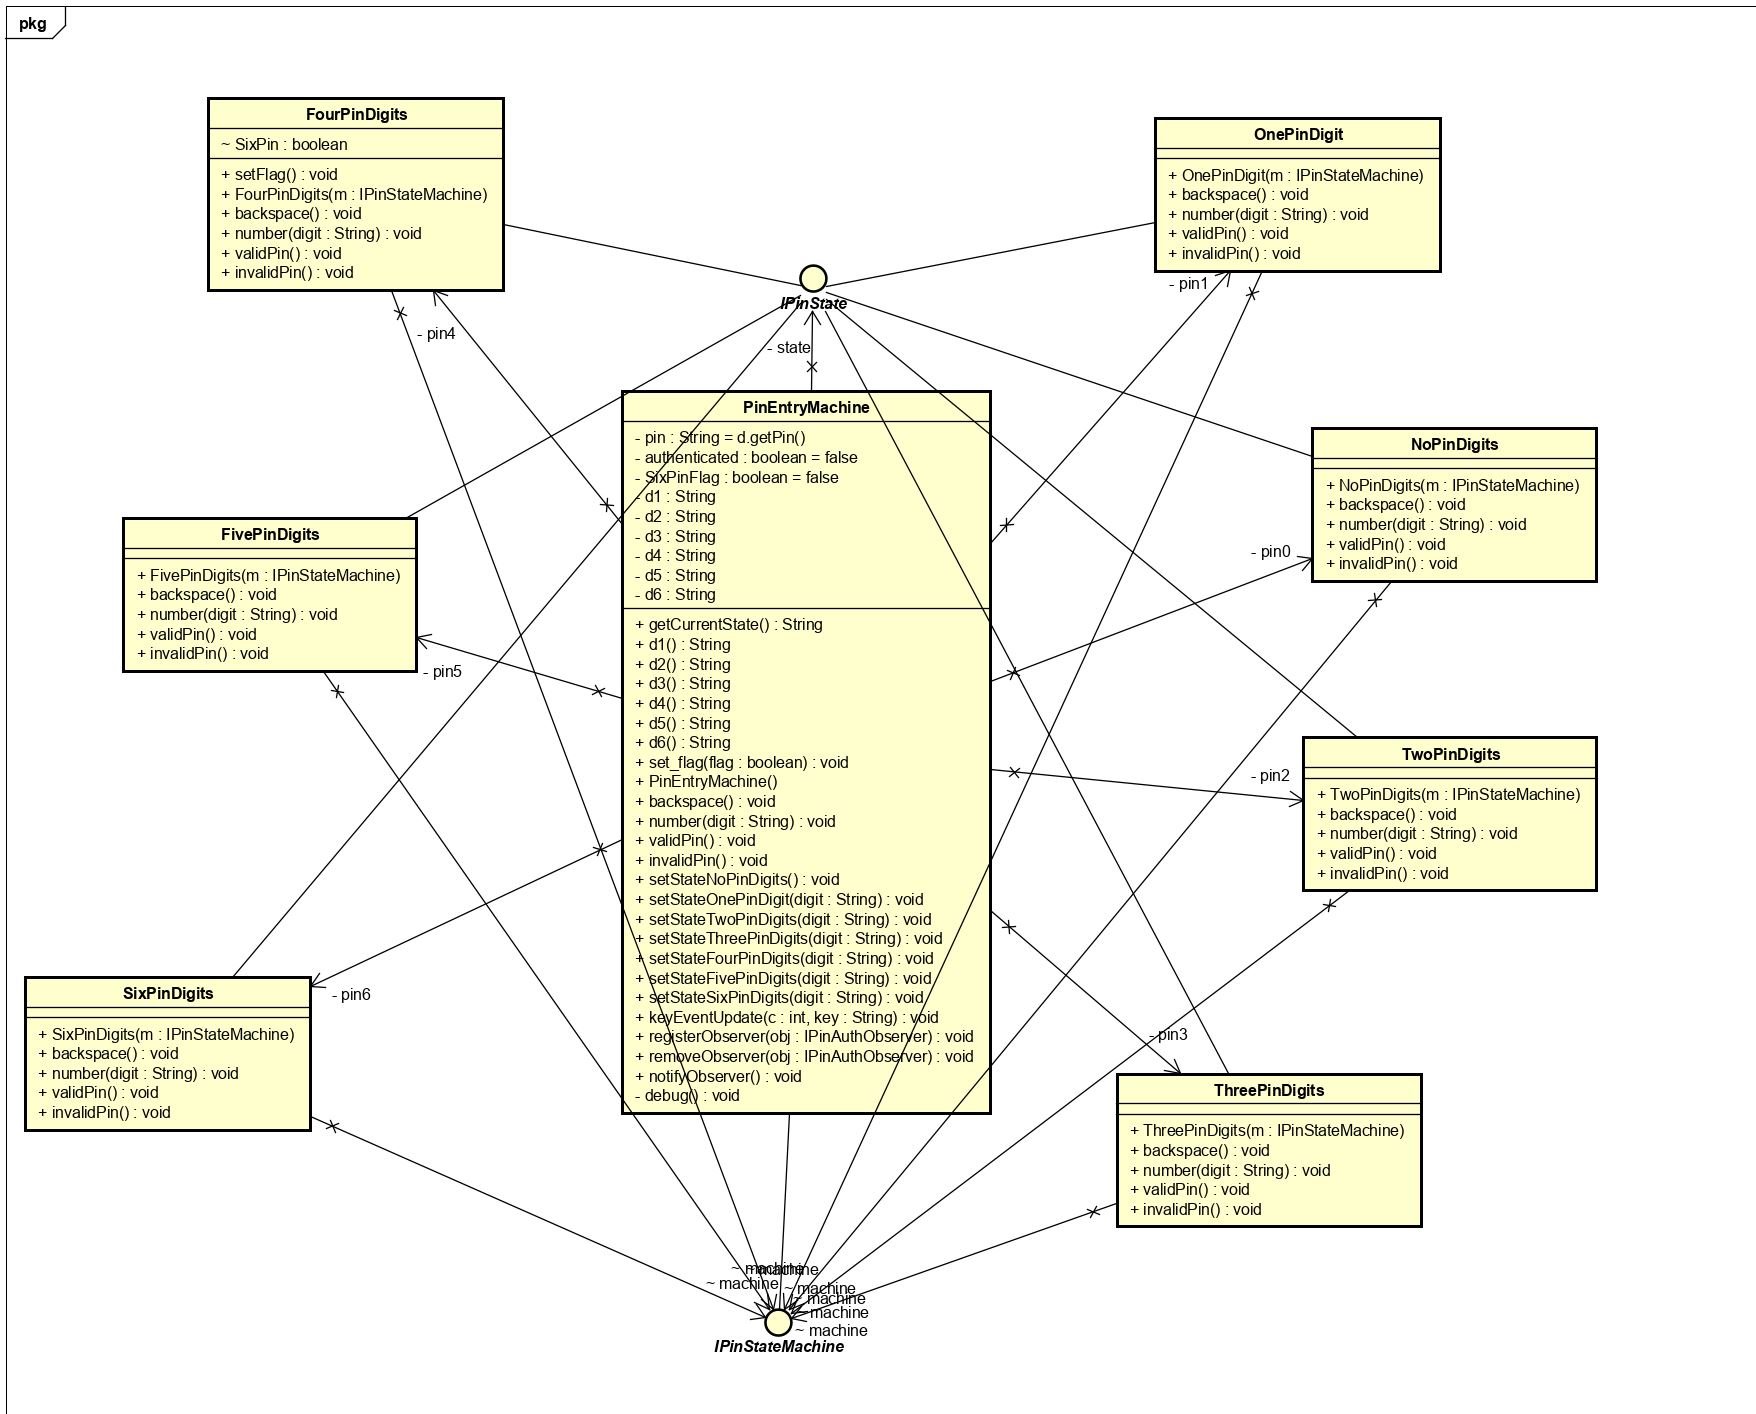 pkg
FourPinDigits
~ SixPin : boolean
+ setFlag() : void
+ FourPinDigits(m : IPinStateMachine)
+ backspace() : void
+ number(digit : String) : void
+ validPin() : void
+ invalidPin() : void
OnePinDigit
+ OnePinDigit(m : IPinStateMachine)
+ backspace() : void
+ number(digit : String) : void
+ validPin() : void
+ invalidPin() : void
- pin1
IPinState
- pin4
- state
PinEntryMachine
- pin : String = d.getPin()
- authenticated : boolean = false
- SixPinFlag : boolean = false
- d1 : String
- d2 : String
- d3 : String
- d4 : String
- d5 : String
- d6 : String
+ getCurrentState() : String
+ d1() : String
+ d2() : String
+ d3() : String
+ d4() : String
+ d5() : String
+ d6() : String
+ set_flag(flag : boolean) : void
+ PinEntryMachine()
+ backspace() : void
+ number(digit : String) : void
+ validPin() : void
+ invalidPin() : void
+ setStateNoPinDigits() : void
+ setStateOnePinDigit(digit : String) : void
+ setStateTwoPinDigits(digit : String) : void
+ setStateThreePinDigits(digit : String) : void
+ setStateFourPinDigits(digit : String) : void
+ setStateFivePinDigits(digit : String) : void
+ setStateSixPinDigits(digit : String) : void
+ keyEventUpdate(c : int, key : String) : void
+ registerObserver(obj : IPinAuthObserver) : void
+ removeObserver(obj : IPinAuthObserver) : void
+ notifyObserver() : void
- debug() : void
NoPinDigits
+ NoPinDigits(m : IPinStateMachine)
+ backspace() : void
+ number(digit : String) : void
+ validPin() : void
+ invalidPin() : void
- pin0
FivePinDigits
+ FivePinDigits(m : IPinStateMachine)
+ backspace() : void
+ number(digit : String) : void
+ validPin() : void
+ invalidPin() : void
- pin5
TwoPinDigits
+ TwoPinDigits(m : IPinStateMachine)
+ backspace() : void
+ number(digit : String) : void
+ validPin() : void
+ invalidPin() : void
- pin2
SixPinDigits
+ SixPinDigits(m : IPinStateMachine)
+ backspace() : void
+ number(digit : String) : void
+ validPin() : void
+ invalidPin() : void
- pin6
- pin3
ThreePinDigits
+ ThreePinDigits(m : IPinStateMachine)
+ backspace() : void
+ number(digit : String) : void
+ validPin() : void
+ invalidPin() : void
~ machine
~ machine
~ machine
~ machine
~ machine
~ machine
~ machine
IPinStateMachine